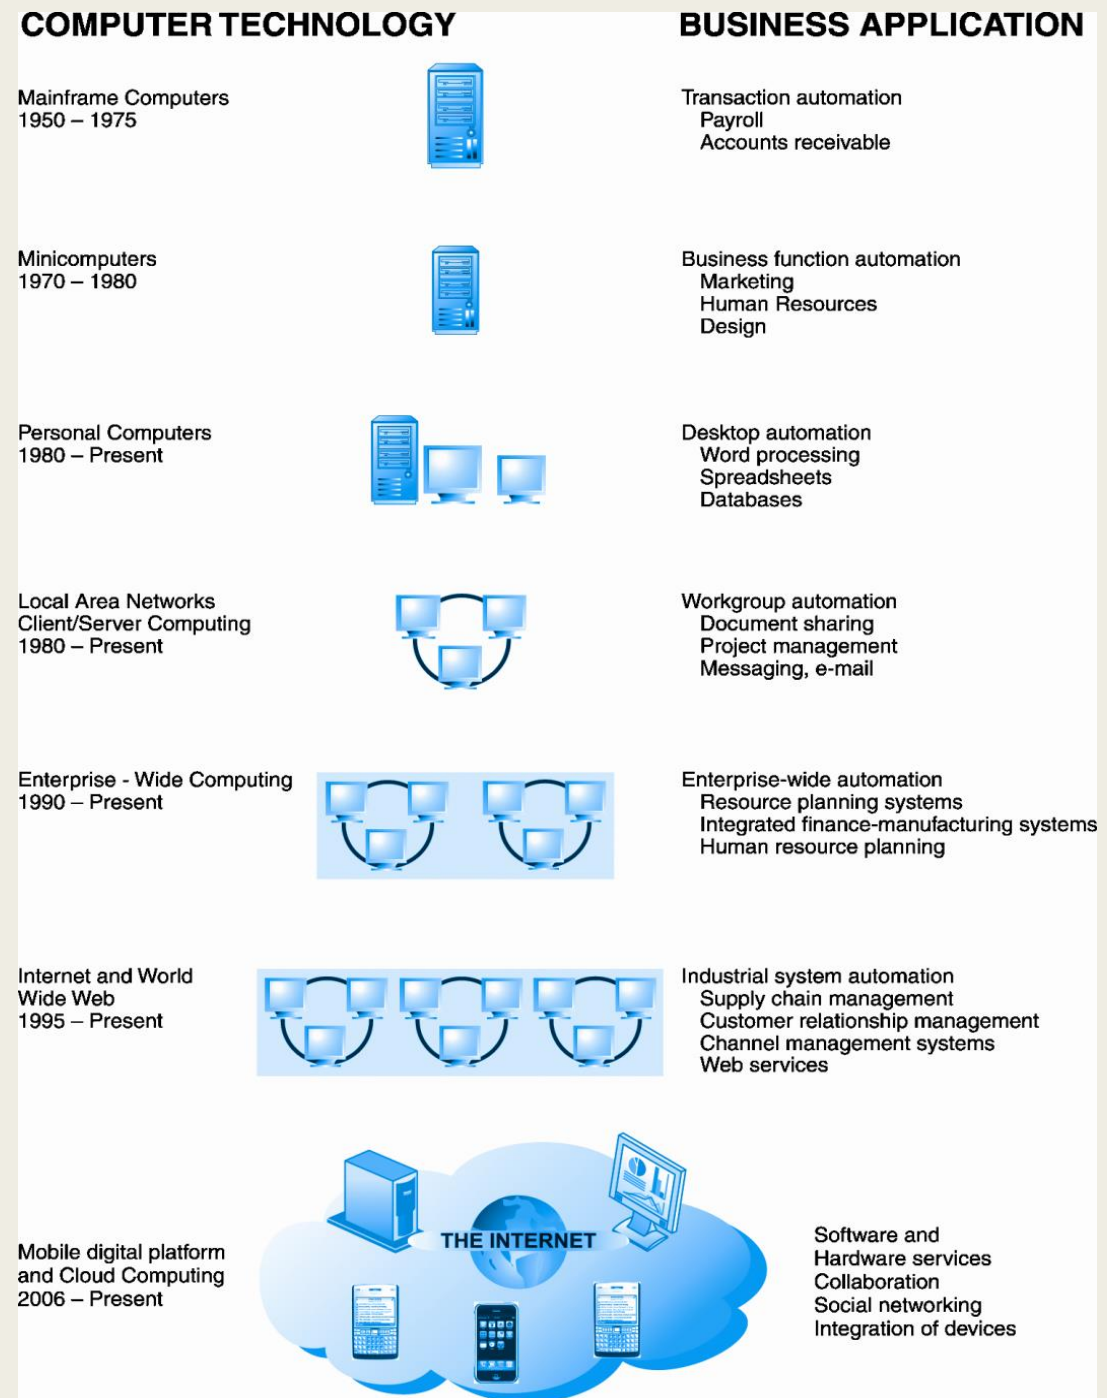 COMPUTER TECHNOLOGY
BUSINESS APPLICATION
Mainframe Computers
1950 – 1975
Transaction automation
Payroll
Accounts receivable
Minicomputers
1970 – 1980
Business function automation
Marketing
Human Resources
Design
Personal Computers
1980 – Present
Desktop automation
Word processing
Spreadsheets
Databases
Local Area Networks
Client/Server Computing
1980 – Present
Workgroup automation
Document sharing
Project management
Messaging, e-mail
Enterprise - Wide Computing
1990 – Present
Enterprise-wide automation
Resource planning systems
Integrated finance-manufacturing systems
Human resource planning
Internet and World
Wide Web
1995 – Present
Industrial system automation
Supply chain management
Customer relationship management
Channel management systems
Web services
Mobile digital platform
and Cloud Computing
2006 – Present
THE INTERNET
Software and
Hardware services
Collaboration
Social networking
Integration of devices